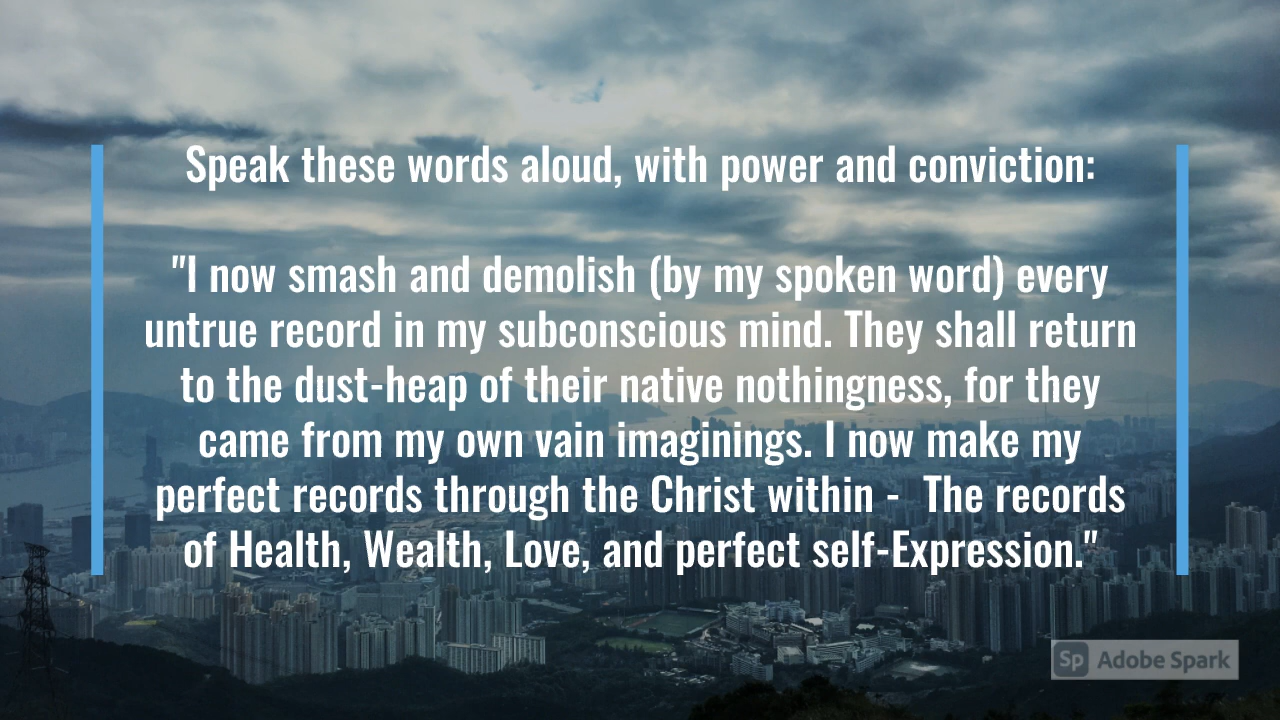 Speak these words aloud, with power and conviction:
"I now smash and demolish (by my spoken word) every
untrue record in my subconscious mind. They shall return
to the dust-heap of their native nothingness, for they
came from my own vain imaginings. I now make my
perfect records through the Christ within -  The records
of Health, Wealth, Love, and perfect self-Expression."
Sp Adobe Spark